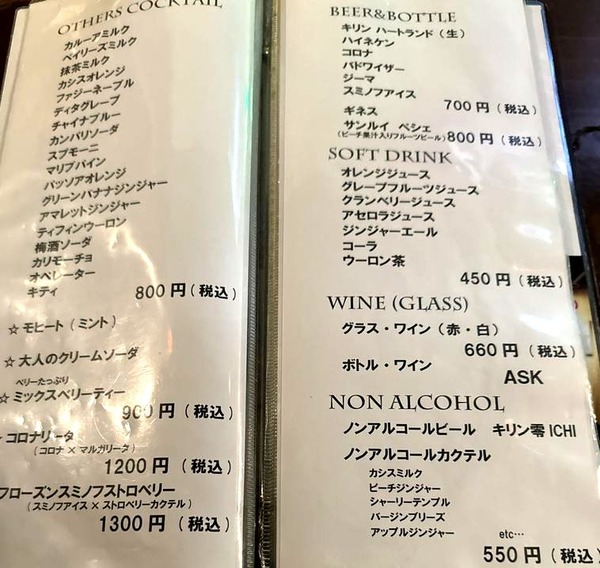 OTHERS COCKTAIL
カルーアミルク
ベイリーズミルク
抹茶ミルク
カシスオレンジ
ファジーネーブル
ディタグレープ
チャイナブルー
カンパリソーダ
スプモーニ
マリブパイン
パッソアオレンジ
グリーンバナナジンジャー
アマレットジンジャー
ティフィンウーロン
梅酒ソーダ
カリモーチョ
オペレーター
キティ
800円（税込）
☆ モヒート（ミント）
☆ 大人のクリームソーダ
ベリーたっぷり
☆ ミックスベリーティー
900円（税込）
コロナリータ
（コロナ × マルガリータ）
1200円（税込）
フローズンスミノフストロベリー
（スミノフアイス × ストロベリーカクテル）
1300円（税込）
BEER&BOTTLE
キリン ハートランド（生）
ハイネケン
コロナ
バドワイザー
ジーマ
スミノフアイス
700円（税込）
ギネス
サンルイ ペシェ
（ピーチ果汁入りフルーツビール）800円（税込）
SOFT DRINK
オレンジジュース
グレープフルーツジュース
クランベリージュース
アセロラジュース
ジンジャーエール
コーラ
ウーロン茶
450円（税込）
WINE (GLASS)
グラス・ワイン（赤・白）
660円（税込）
ボトル・ワイン
ASK
NON ALCOHOL
ノンアルコールビール キリン零ICHI
ノンアルコールカクテル
カシスミルク
ピーチジンジャー
シャーリーテンプル
バージンブリーズ
アップルジンジャー
etc…
550円（税込）